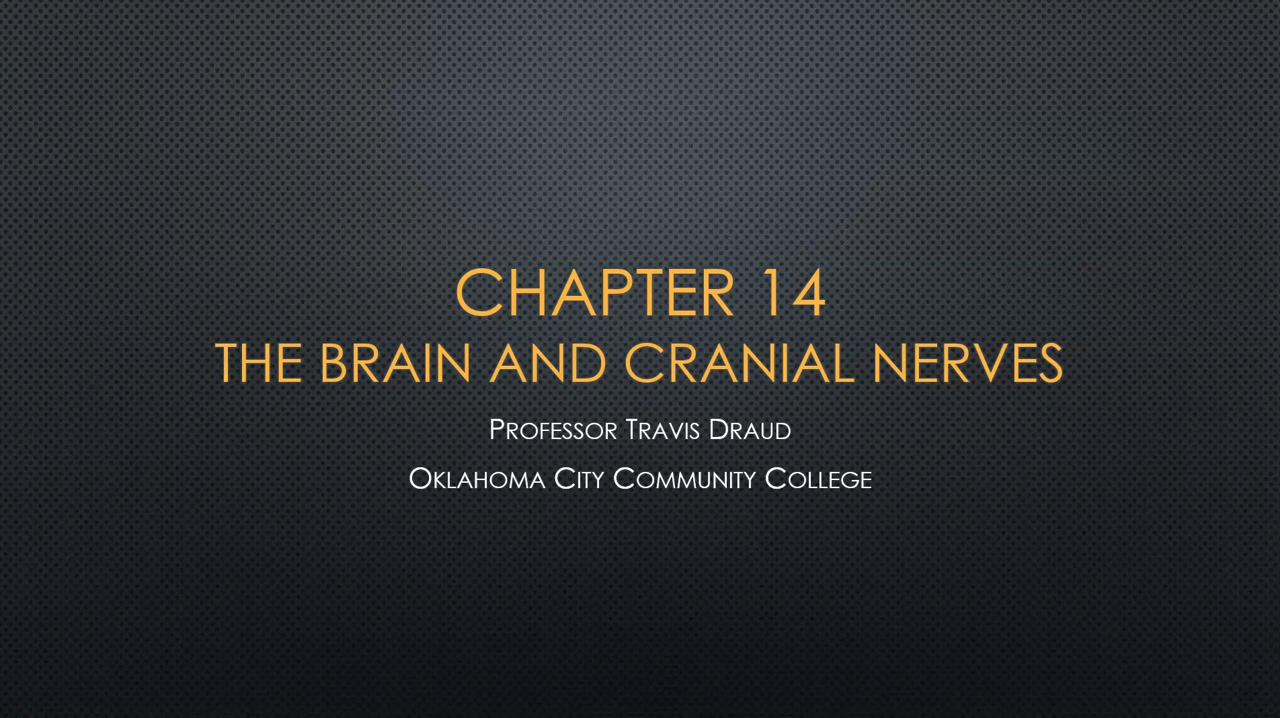 CHAPTER 14
THE BRAIN AND CRANIAL NERVES
PROFESSOR TRAVIS DRAUD
OKLAHOMA CITY COMMUNITY COLLEGE